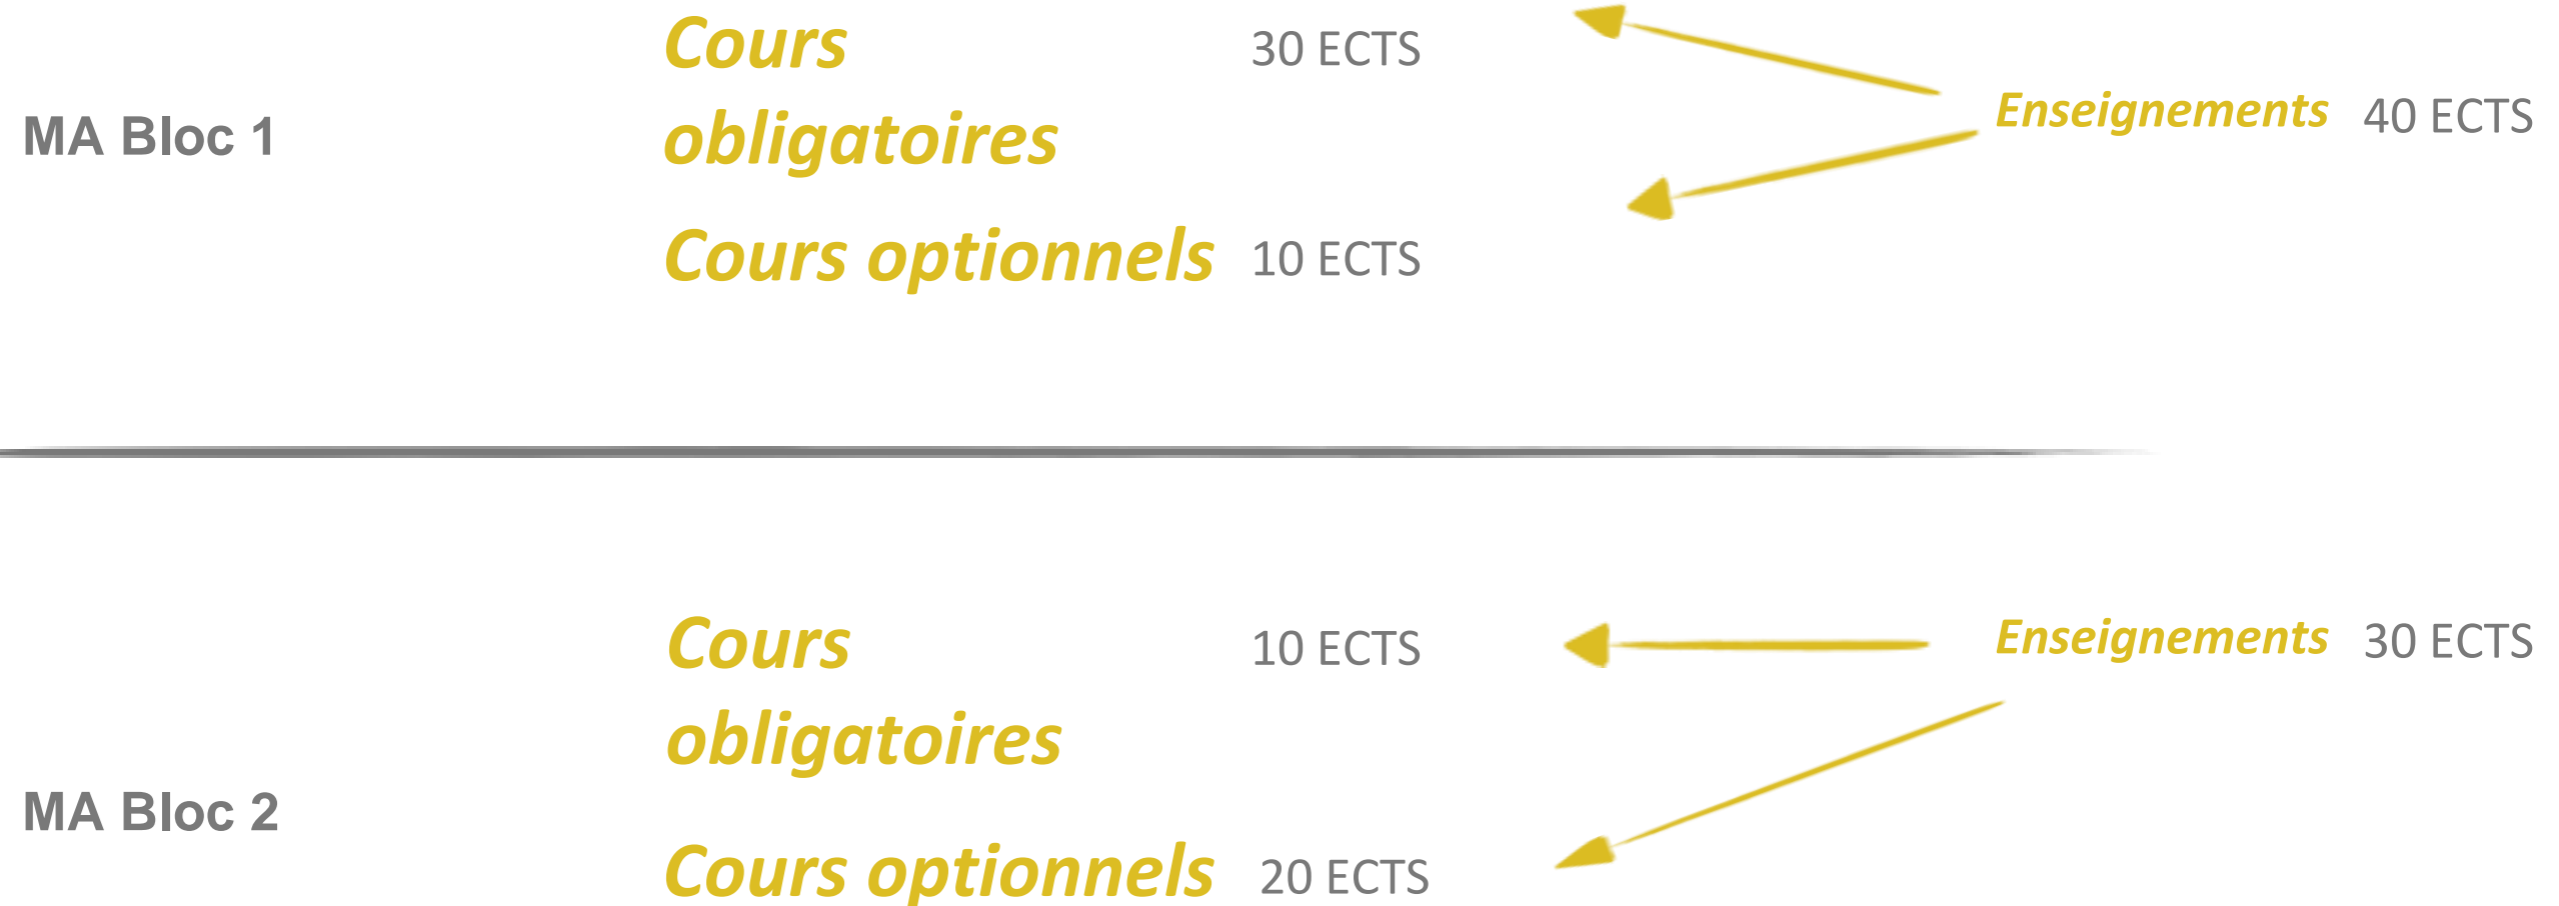 Cours
30 ECTS
obligatoires
MA Bloc 1
Enseignements 40 ECTS
Cours optionnels 10 ECTS
Cours
10 ECTS
Enseignements 30 ECTS
obligatoires
MA Bloc 2
Cours optionnels 20 ECTS